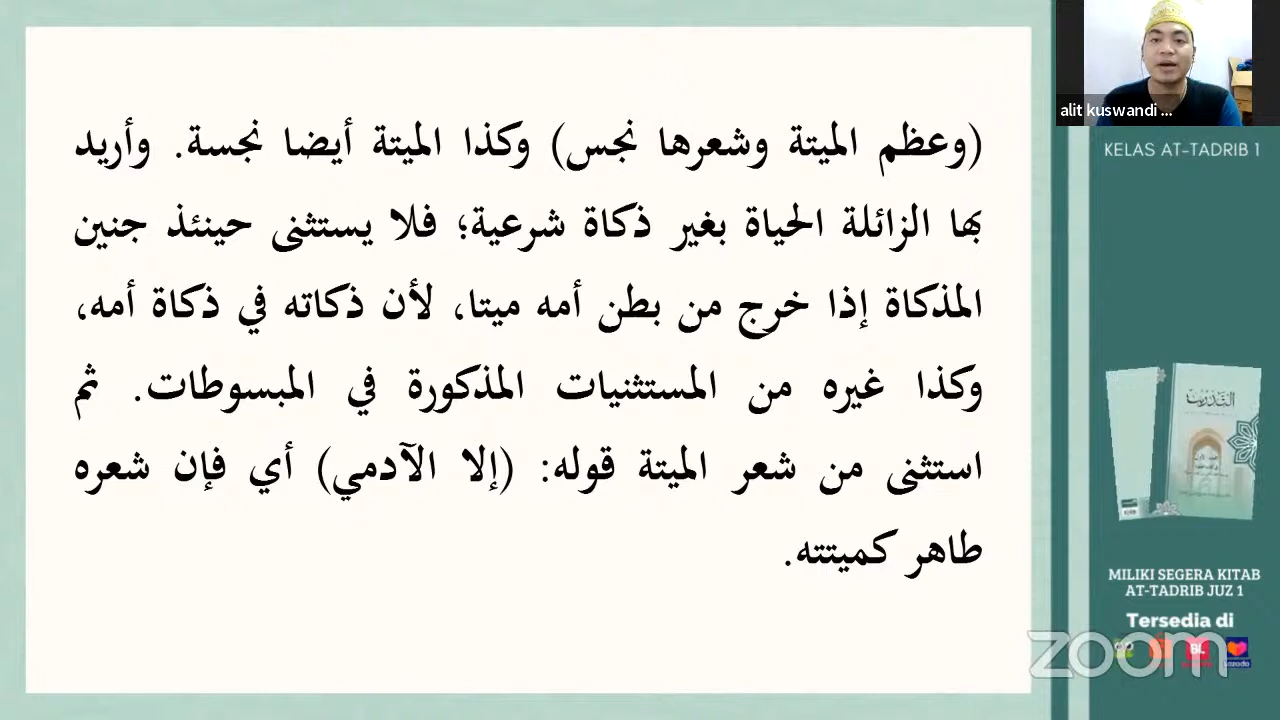 (وعظم الميتة وشعرها نجس) وكذا الميتة أيضا نجسة. وأريد
بها الزائلة الحياة بغير ذكاة شرعية؛ فلا يستثنى حينئذ جنين
المذكاة إذا خرج من بطن أمه ميتا، لأن ذكاته في ذكاة أمه،
وكذا غيره من المستثنيات المذكورة في المبسوطات. ثم
استثنى من شعر الميتة قوله: (إلا الآدمي) أي فإن شعره
طاهر كميتته.
alit kuswandi ...
KELAS AT-TADRIB 1
التدريب
MILIKI SEGERA KITAB
AT-TADRIB JUZ 1
Tersedia di
BL
zoom